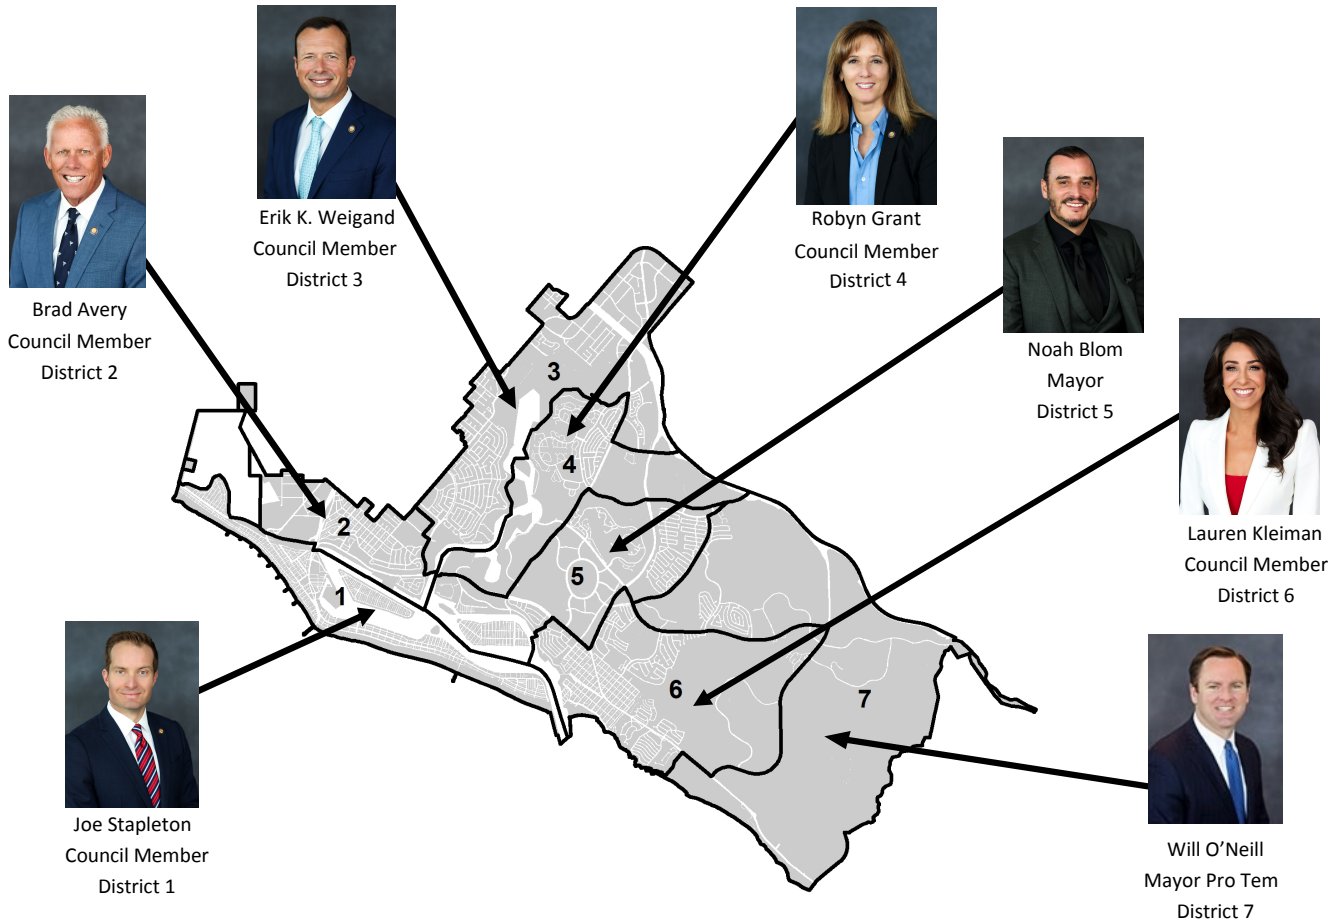 Erik K. Weigand
Council Member
District 3
Robyn Grant
Council Member
District 4
Brad Avery
Council Member
District 2
Noah Blom
Mayor
District 5
Lauren Kleiman
Council Member
District 6
Joe Stapleton
Council Member
District 1
Will O’Neill
Mayor Pro Tem
District 7
3
4
2
5
1
6
7